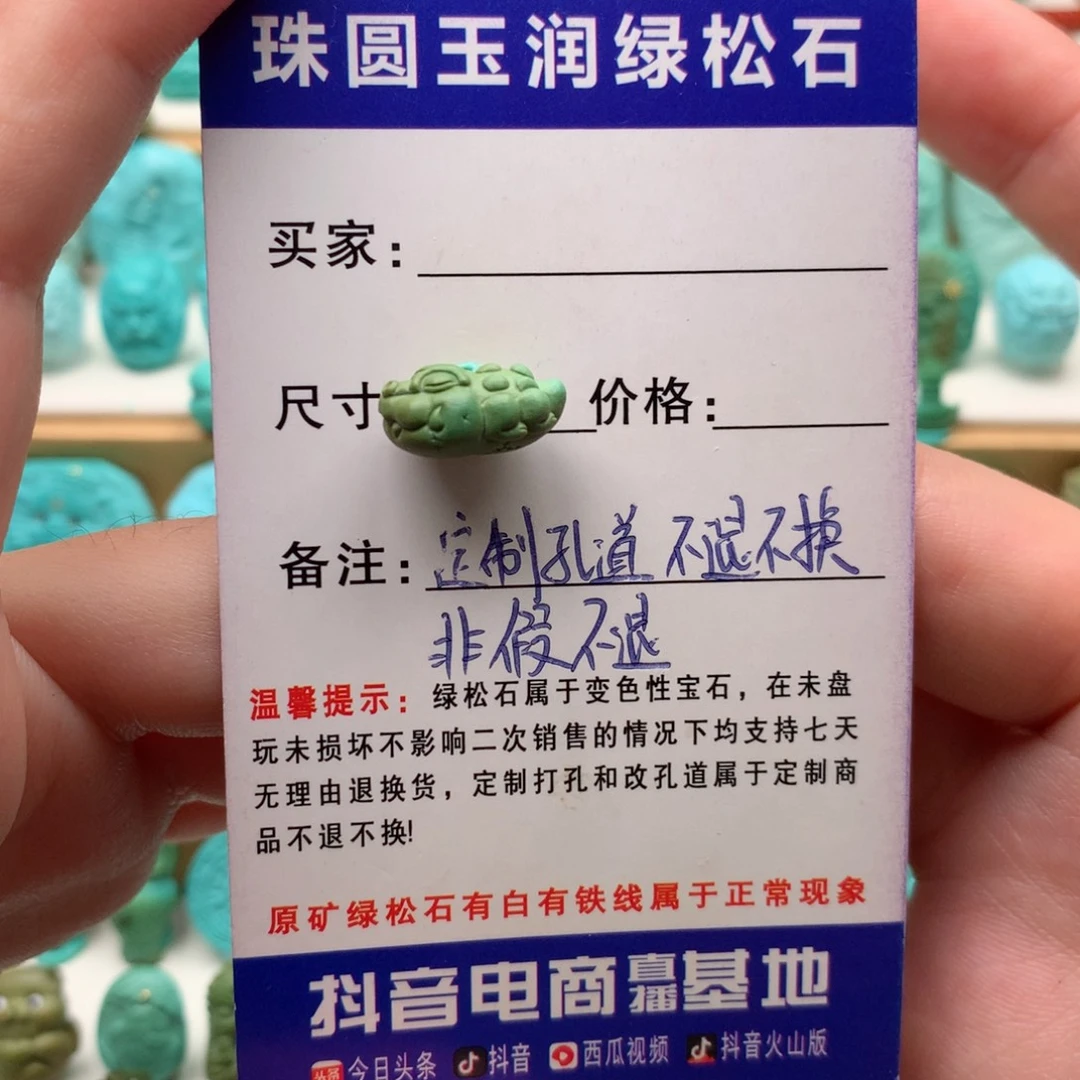 珠圆玉润绿松石
买家：
尺寸 价格：
备注：定制孔道 不退不换
非假不退
温馨提示：绿松石属于变色性宝石，在未盘
玩未损坏不影响二次销售的情况下均支持七天
无理由退换货，定制打孔和改孔道属于定制商
品不退不换!
原矿绿松石有白有铁线属于正常现象
抖音电商直播基地
头条 今日头条 抖音 西瓜视频 抖音火山版